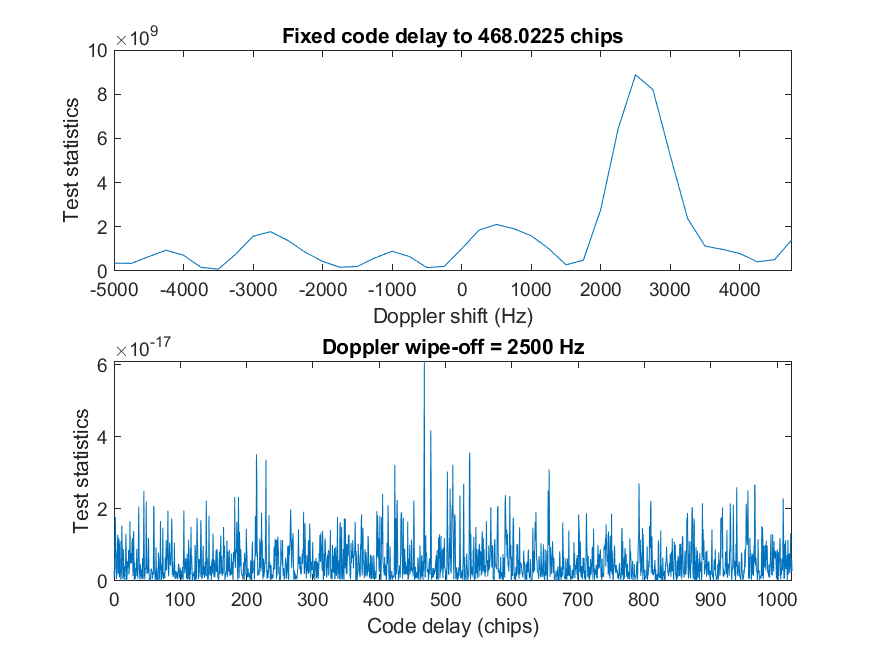 ×10^9
Fixed code delay to 468.0225 chips
10
8
6
4
2
0
Test statistics
-5000 -4000 -3000 -2000 -1000 0 1000 2000 3000 4000
Doppler shift (Hz)
×10^-17
Doppler wipe-off = 2500 Hz
6
4
2
0
Test statistics
0 100 200 300 400 500 600 700 800 900 1000
Code delay (chips)